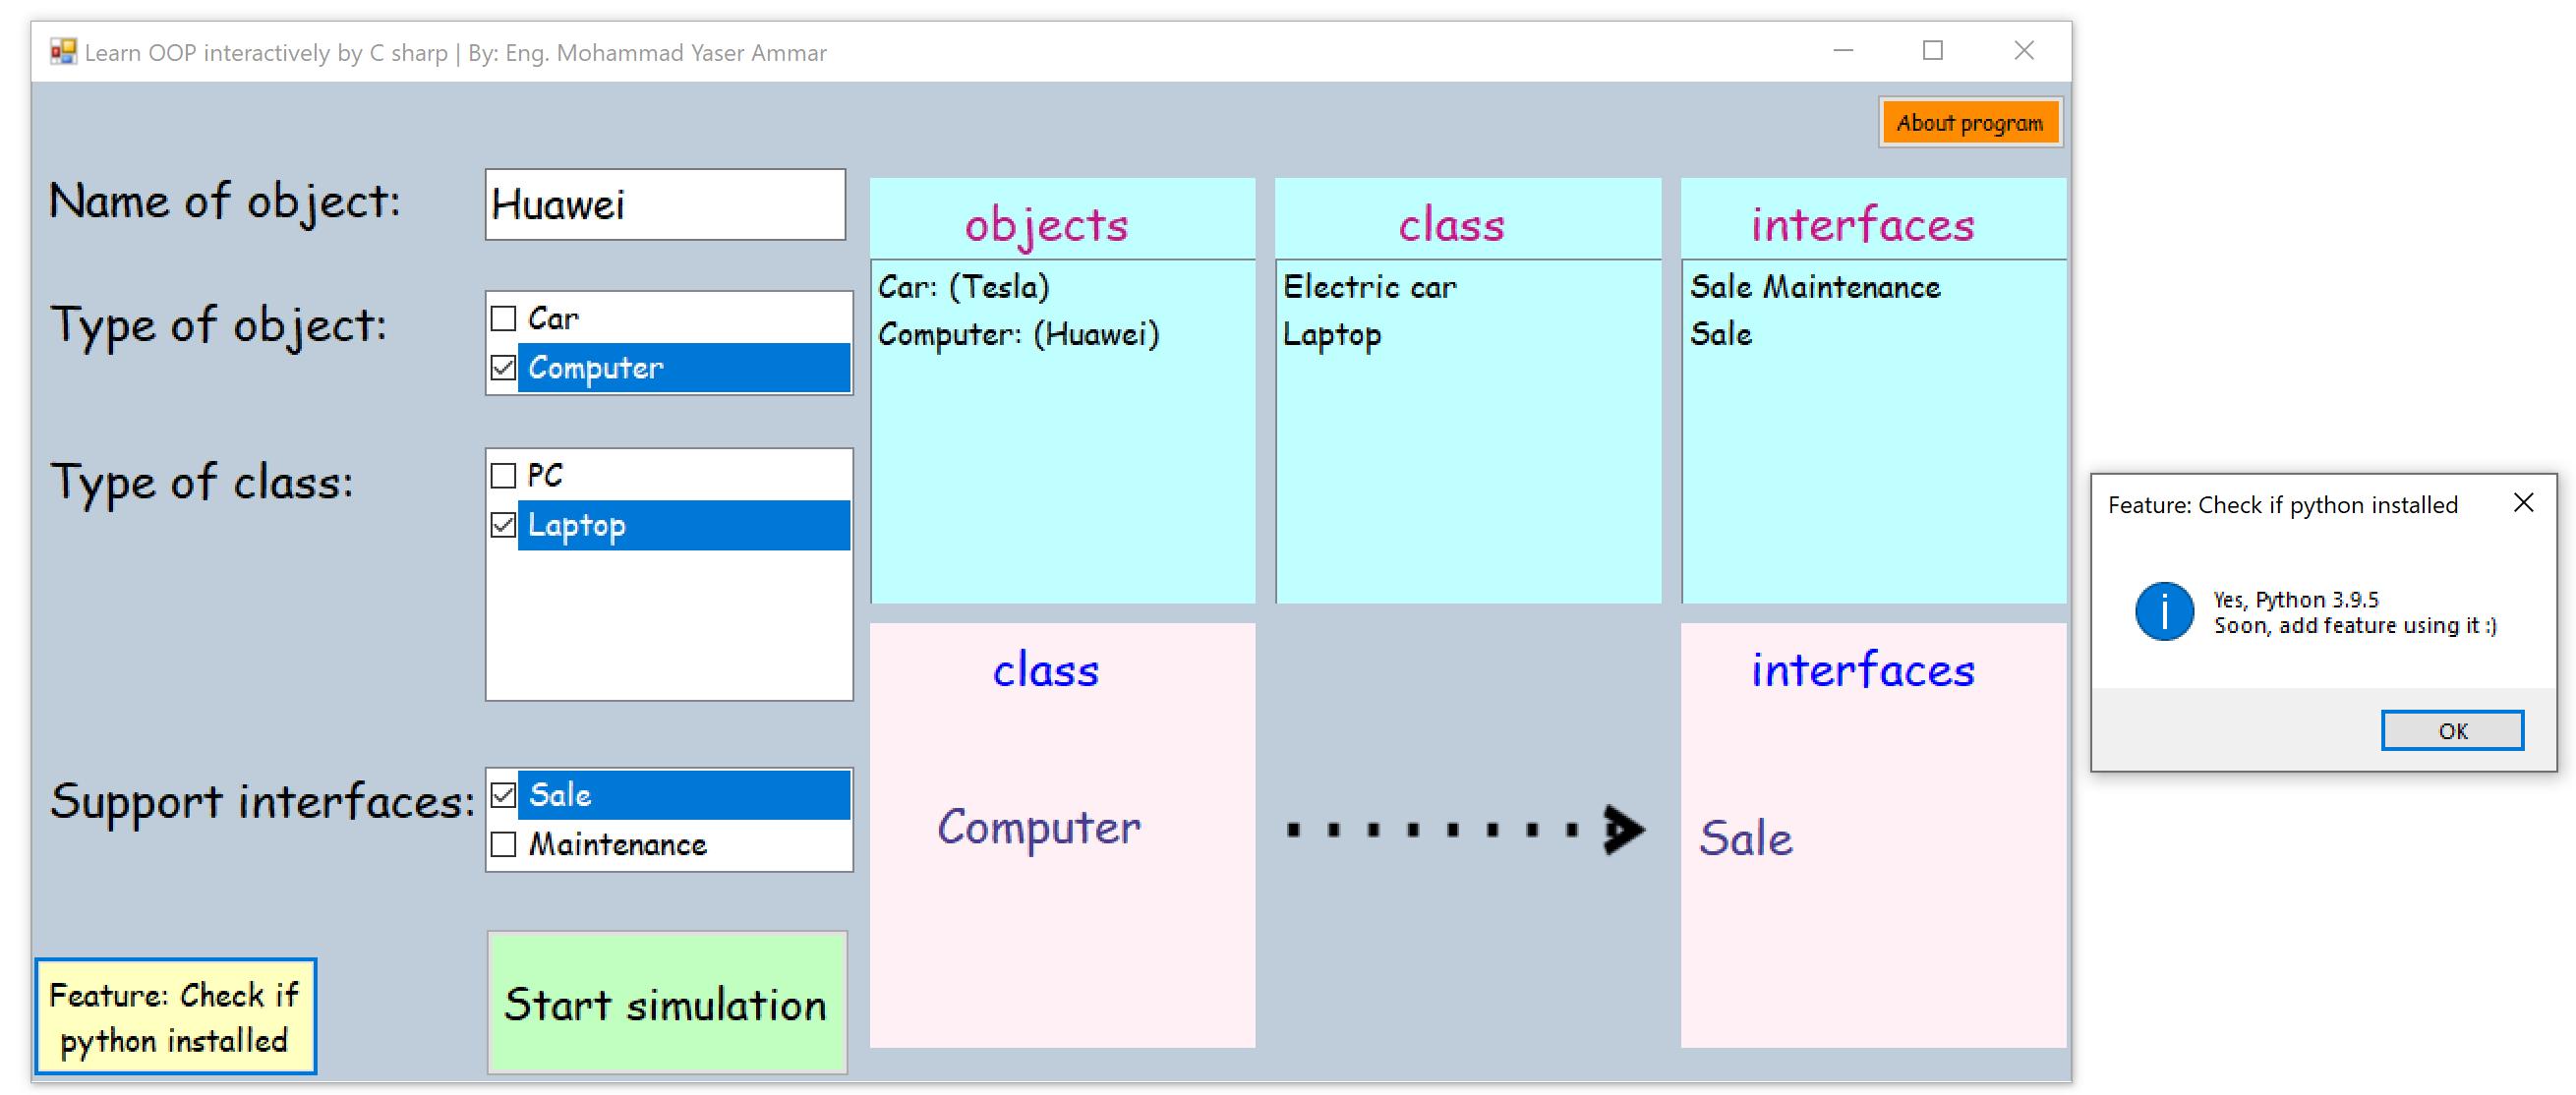 Learn OOP interactively by C sharp | By: Eng. Mohammad Yaser Ammar
About program
Name of object:
Huawei
Type of object:
Car
Computer
Type of class:
PC
Laptop
Support interfaces:
Sale
Maintenance
Feature: Check if
python installed
Start simulation
objects
Car: (Tesla)
Computer: (Huawei)
class
Electric car
Laptop
interfaces
Sale Maintenance
Sale
class
Computer
interfaces
Sale
Feature: Check if python installed
Yes, Python 3.9.5
Soon, add feature using it :)
OK